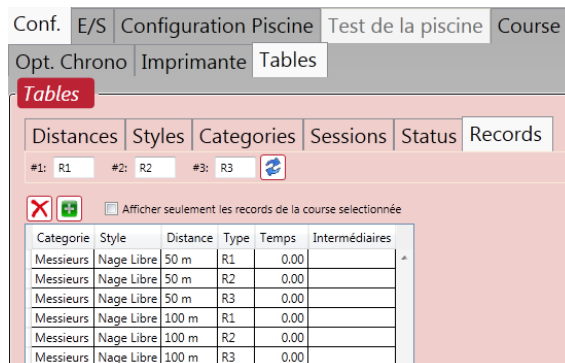 Conf. E/S Configuration Piscine Test de la piscine Course
Opt. Chrono Imprimante Tables
Tables
Distances Styles Categories Sessions Status Records
#1: R1 #2: R2 #3: R3
Afficher seulement les records de la course selectionnée
Categorie Style Distance Type Temps Intermédiaires
Messieurs Nage Libre 50 m R1 0.00
Messieurs Nage Libre 50 m R2 0.00
Messieurs Nage Libre 50 m R3 0.00
Messieurs Nage Libre 100 m R1 0.00
Messieurs Nage Libre 100 m R2 0.00
Messieurs Nage Libre 100 m R3 0.00